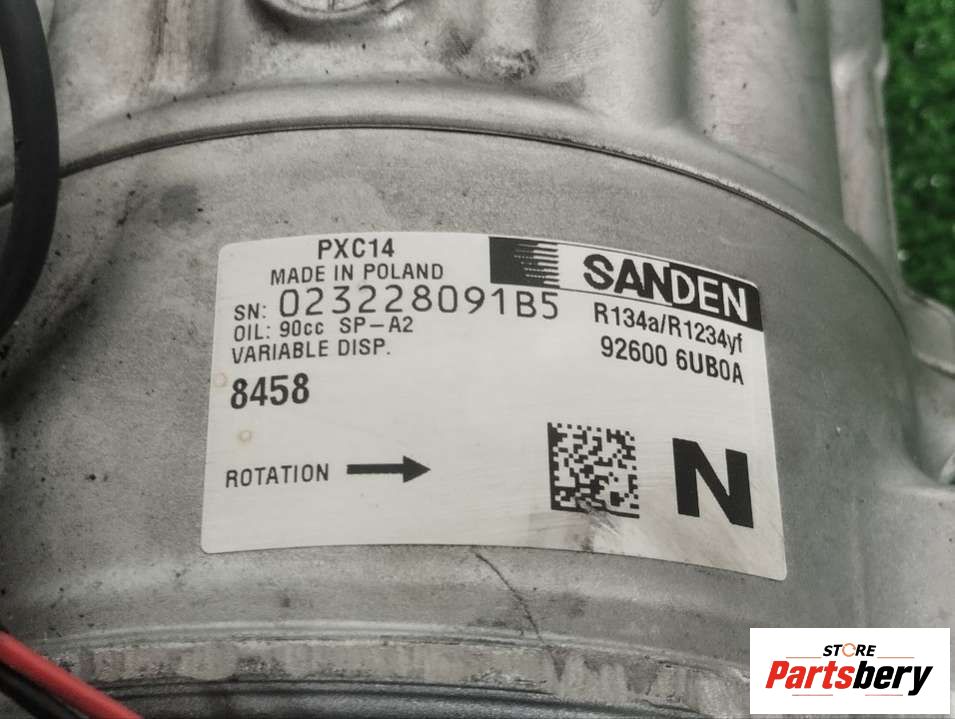 PXC14
MADE IN POLAND
SANDEN
SN: 023228091B5
OIL: 90cc SP-A2
VARIABLE DISP.
R134a/R1234yf
92600 6UB0A
8458
ROTATION
N
STORE
Partsbery